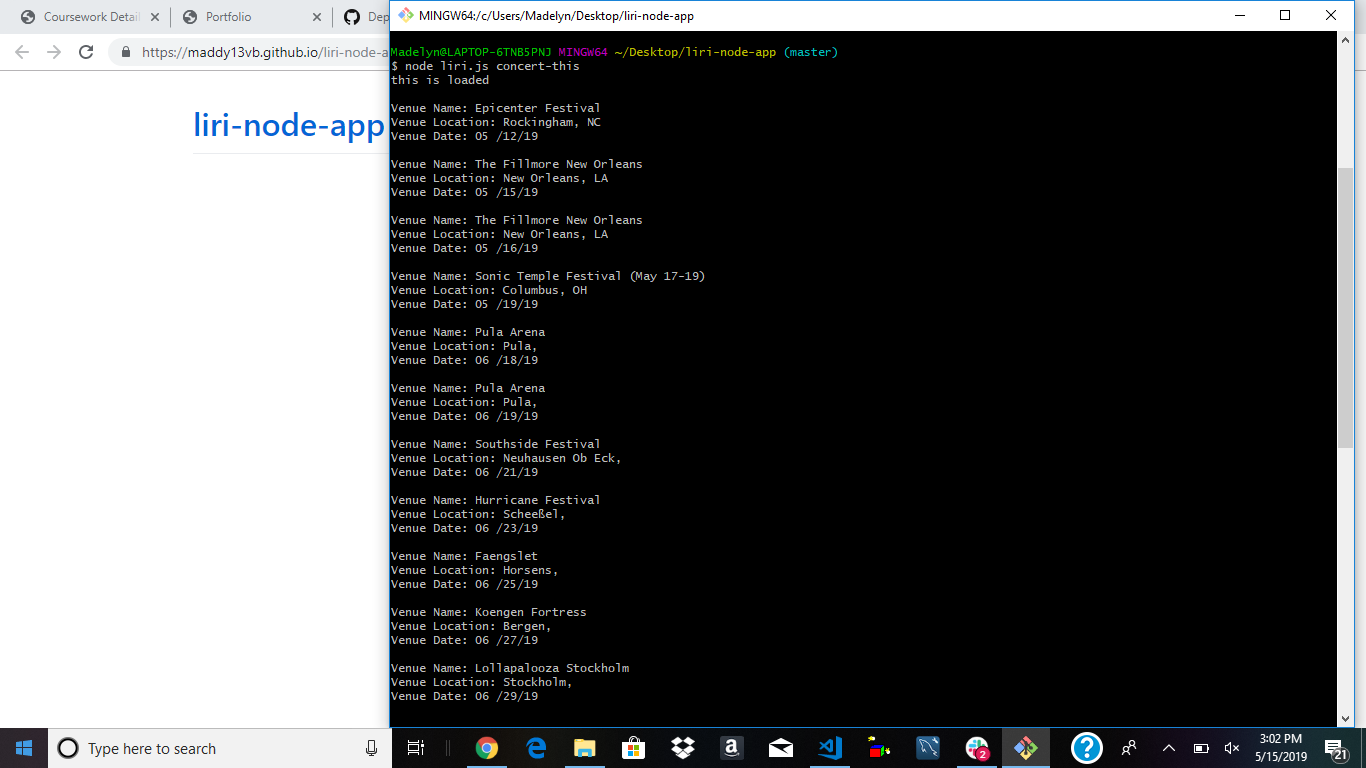 Coursework Detail
Portfolio
Dep
https://maddy13vb.github.io/liri-node-a
liri-node-app
MINGW64:/c/Users/Madelyn/Desktop/liri-node-app
Madelyn@LAPTOP-6TNB5PNJ MINGW64 ~/Desktop/liri-node-app (master)
$ node liri.js concert-this
this is loaded
Venue Name: Epicenter Festival
Venue Location: Rockingham, NC
Venue Date: 05 /12/19
Venue Name: The Fillmore New Orleans
Venue Location: New Orleans, LA
Venue Date: 05 /15/19
Venue Name: The Fillmore New Orleans
Venue Location: New Orleans, LA
Venue Date: 05 /16/19
Venue Name: Sonic Temple Festival (May 17-19)
Venue Location: Columbus, OH
Venue Date: 05 /19/19
Venue Name: Pula Arena
Venue Location: Pula,
Venue Date: 06 /18/19
Venue Name: Pula Arena
Venue Location: Pula,
Venue Date: 06 /19/19
Venue Name: Southside Festival
Venue Location: Neuhausen Ob Eck,
Venue Date: 06 /21/19
Venue Name: Hurricane Festival
Venue Location: Scheeßel,
Venue Date: 06 /23/19
Venue Name: Faengslet
Venue Location: Horsens,
Venue Date: 06 /25/19
Venue Name: Koengen Fortress
Venue Location: Bergen,
Venue Date: 06 /27/19
Venue Name: Lollapalooza Stockholm
Venue Location: Stockholm,
Venue Date: 06 /29/19
Type here to search
2
3:02 PM
5/15/2019
21